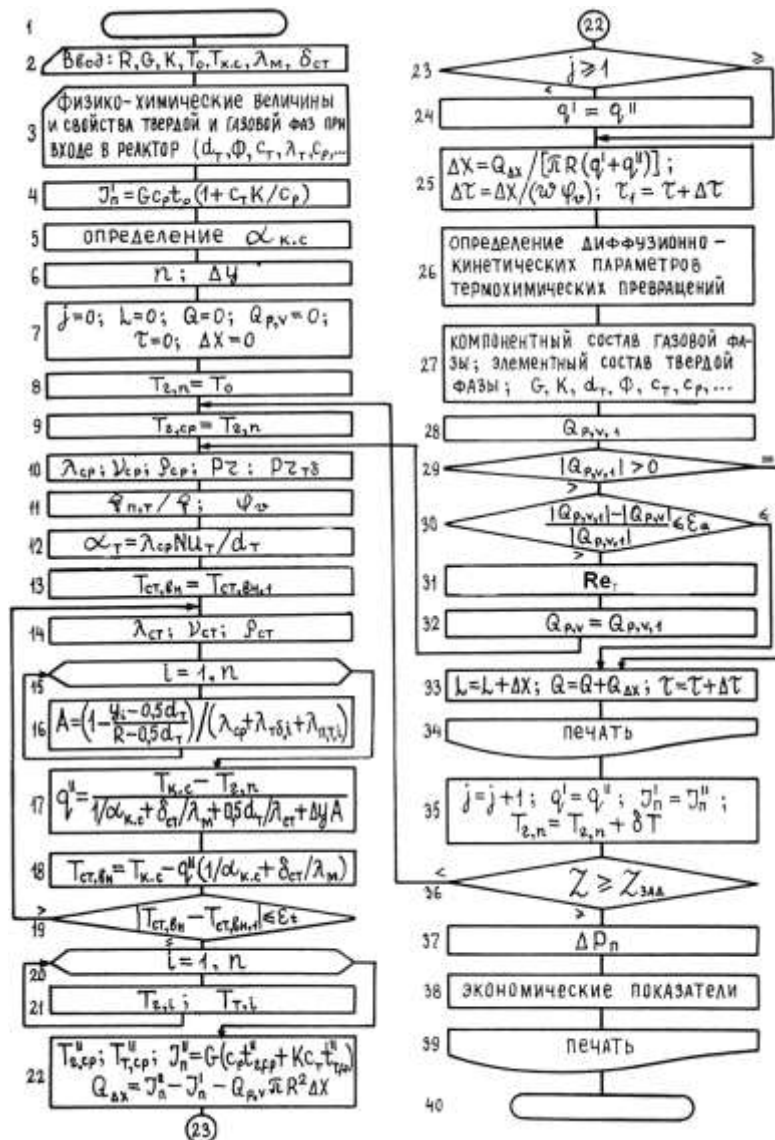 1
2 Ввод: R, G, K, T₀, Tк.с, λм, δст
3 физико-химические величины
и свойства твердой и газовой фаз при
входе в реактор (dт, Ф, cт, λт, cр, ...
4 J'п = Gcрt₀(1+cтK/cр)
5 определение αк.с
6 n; Δy
7 j=0; L=0; Q=0; Qр,v=0;
τ=0; ΔX=0
8 Tг,п = T₀
9 Tг,ср = Tг,п
10 λср; νср; ρср; Pг; Pгтδ
11 qп,т/q; φv
12 αт = λсрNuт/dт
13 Tст,вн = Tст,вн,1
14 λст; νст; ρст
15 i = 1, n
16 A = (1 − (yi − 0,5dт)/(R − 0,5dт))/(λср + λтδ,i + λп,т,i)
17 q'' = (Tк.с − Tг,п)/(1/αк.с + δст/λм + 0,5dт/λст + ΔyA)
18 Tст,вн = Tк.с − q''(1/αк.с + δст/λм)
> 19 |Tст,вн − Tст,вн,1| ≤ εt
≤
20 i = 1, n
21 Tг,i; Tт,i
22 T''г,ср; T''т,ср; J''п = G(cрt''г,ср + Kcтt''т,ср)
QΔx = J''п − J'п − Qр,vπR²ΔX
23
22
23 j ≥ 1 ≥
<
24 q' = q''
25 ΔX = QΔx/[πR(q'+q'')];
Δτ = ΔX/(wφv); τ₁ = τ + Δτ
26 определение диффузионно-
кинетических параметров
термохимических превращений
27 компонентный состав газовой фа-
зы; элементный состав твердой
фазы; G, K, dт, Ф, cт, cр, ...
28 Qр,v,1
29 |Qр,v,1| > 0 =
>
30 (|Qр,v,1| − |Qр,v|)/|Qр,v,1| ≤ εа ≤
>
31 Reт
32 Qр,v = Qр,v,1
33 L = L + ΔX; Q = Q + QΔx; τ = τ + Δτ
34 печать
35 j = j+1; q' = q''; J'п = J''п;
Tг,п = Tг,п + δT
< 36 Z ≥ Zзад
≥
37 ΔPп
38 экономические показатели
39 печать
40